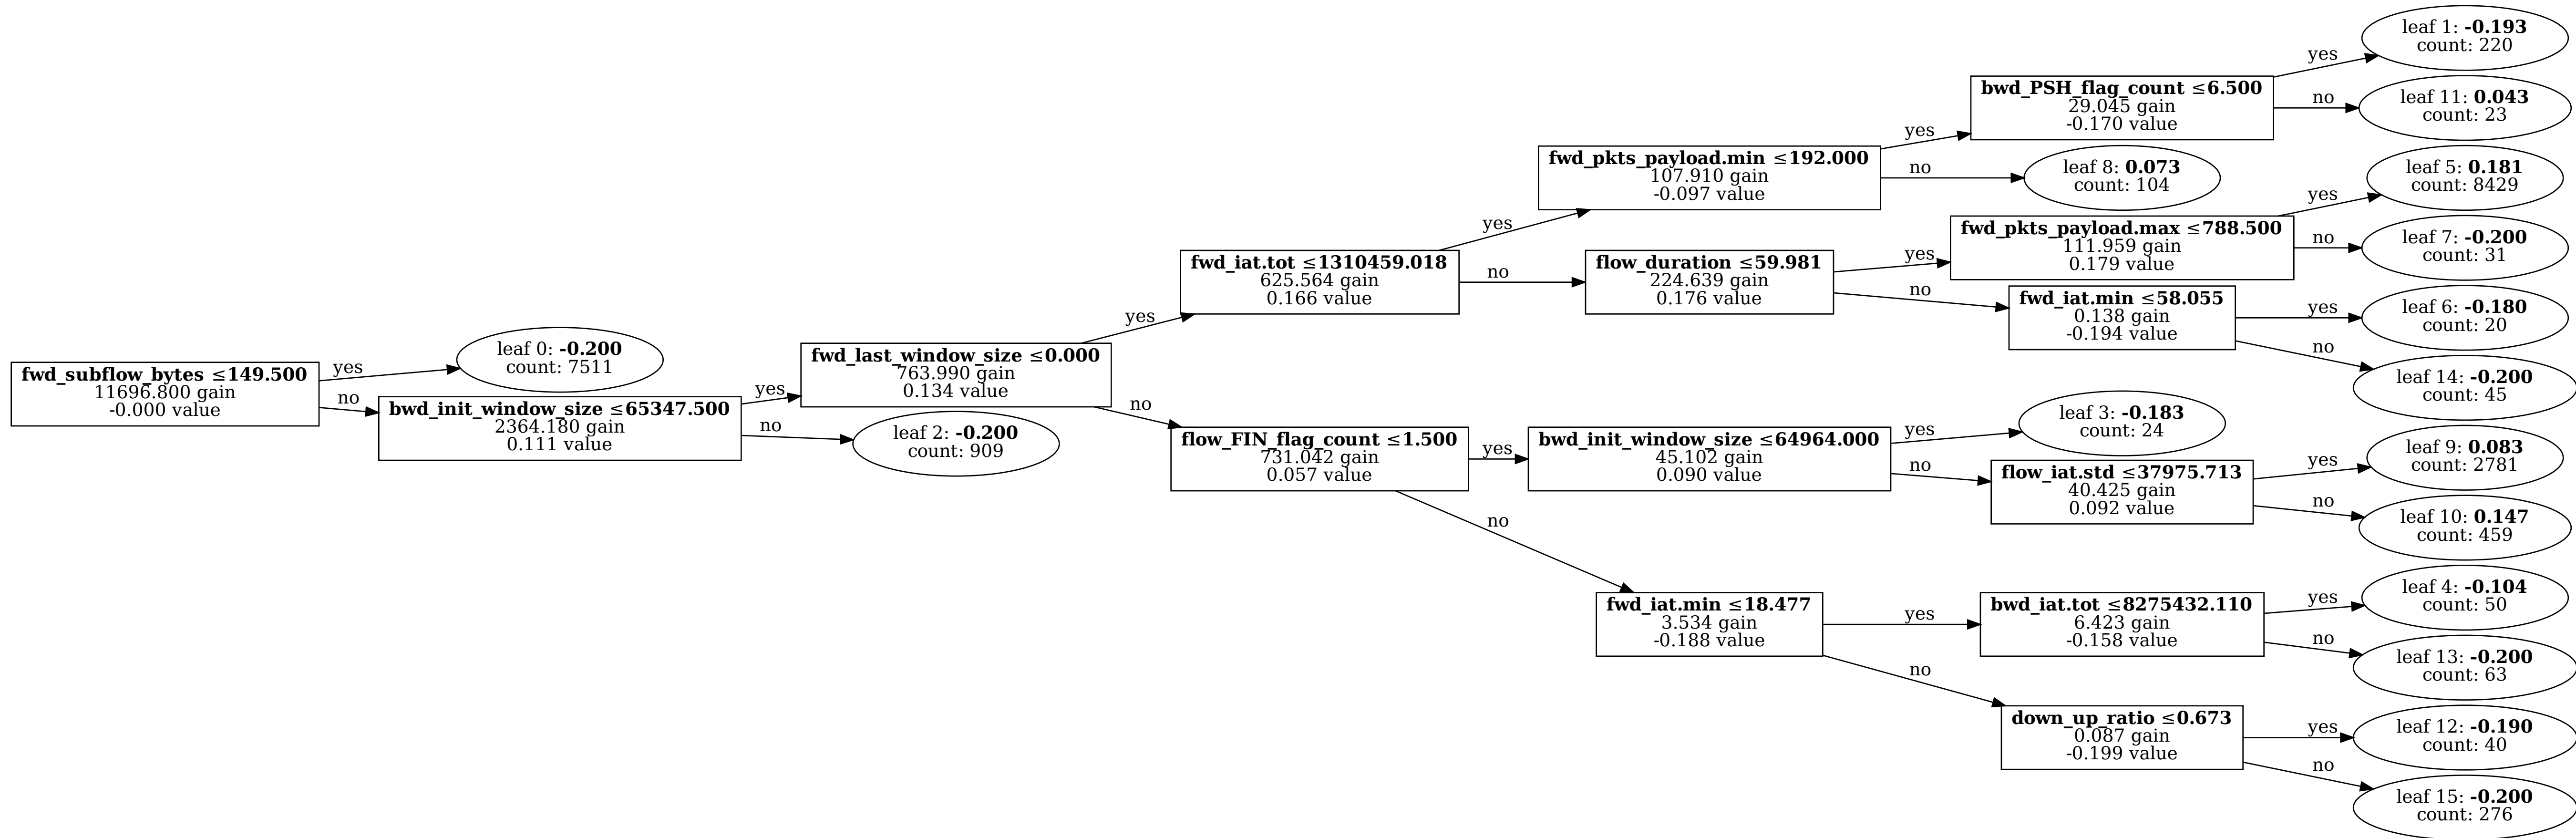 fwd_subflow_bytes ≤149.500
11696.800 gain
-0.000 value
yes
no
leaf 0: -0.200
count: 7511
bwd_init_window_size ≤65347.500
2364.180 gain
0.111 value
yes
no
fwd_last_window_size ≤0.000
763.990 gain
0.134 value
leaf 2: -0.200
count: 909
yes
no
fwd_iat.tot ≤1310459.018
625.564 gain
0.166 value
flow_FIN_flag_count ≤1.500
731.042 gain
0.057 value
yes
no
yes
no
fwd_pkts_payload.min ≤192.000
107.910 gain
-0.097 value
flow_duration ≤59.981
224.639 gain
0.176 value
bwd_init_window_size ≤64964.000
45.102 gain
0.090 value
fwd_iat.min ≤18.477
3.534 gain
-0.188 value
yes
no
yes
no
yes
no
yes
no
bwd_PSH_flag_count ≤6.500
29.045 gain
-0.170 value
leaf 8: 0.073
count: 104
fwd_pkts_payload.max ≤788.500
111.959 gain
0.179 value
fwd_iat.min ≤58.055
0.138 gain
-0.194 value
leaf 3: -0.183
count: 24
flow_iat.std ≤37975.713
40.425 gain
0.092 value
bwd_iat.tot ≤8275432.110
6.423 gain
-0.158 value
down_up_ratio ≤0.673
0.087 gain
-0.199 value
yes
no
yes
no
yes
no
yes
no
yes
no
yes
no
leaf 1: -0.193
count: 220
leaf 11: 0.043
count: 23
leaf 5: 0.181
count: 8429
leaf 7: -0.200
count: 31
leaf 6: -0.180
count: 20
leaf 14: -0.200
count: 45
leaf 9: 0.083
count: 2781
leaf 10: 0.147
count: 459
leaf 4: -0.104
count: 50
leaf 13: -0.200
count: 63
leaf 12: -0.190
count: 40
leaf 15: -0.200
count: 276